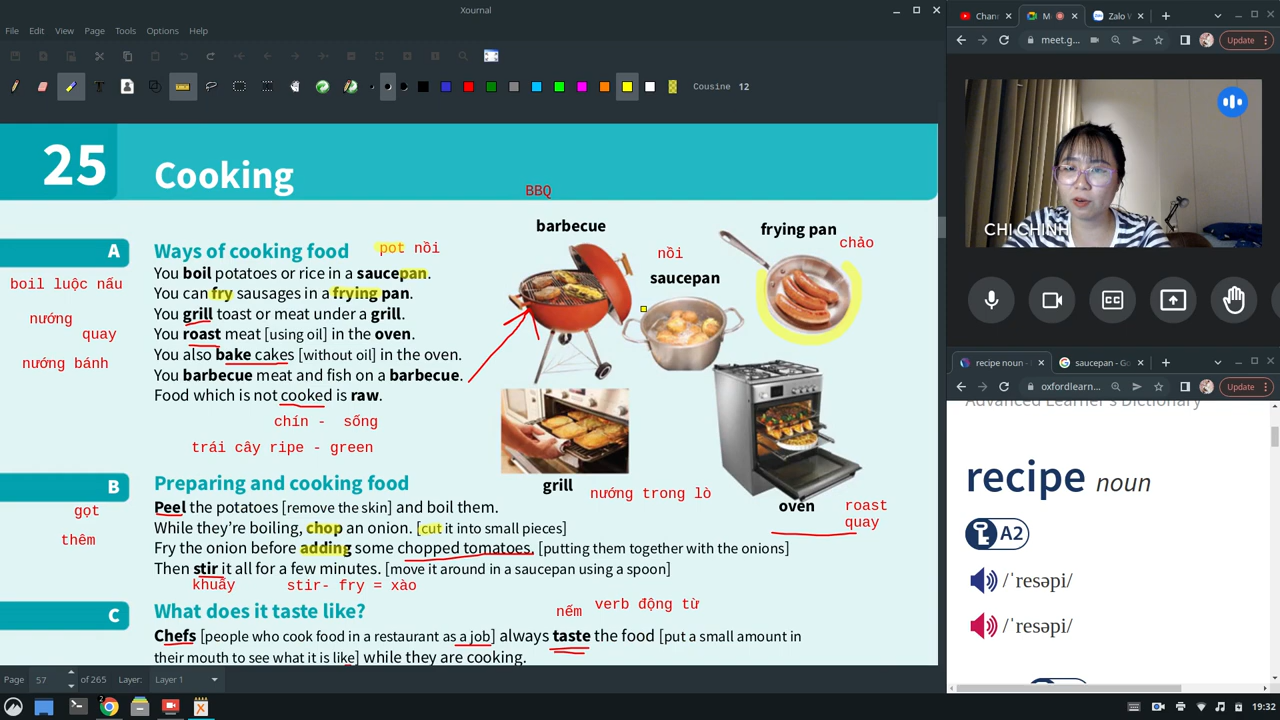 Xournal
File Edit View Page Tools Options Help
Cousine 12
25 Cooking
BBQ
A
Ways of cooking food
pot nồi
You boil potatoes or rice in a saucepan.
You can fry sausages in a frying pan.
You grill toast or meat under a grill.
You roast meat [using oil] in the oven.
You also bake cakes [without oil] in the oven.
You barbecue meat and fish on a barbecue.
Food which is not cooked is raw.
boil luộc nấu
nướng
quay
nướng bánh
chín - sống
trái cây ripe - green
barbecue
nồi
saucepan
frying pan
chảo
grill
nướng trong lò
oven
roast
quay
B
Preparing and cooking food
Peel the potatoes [remove the skin] and boil them.
While they're boiling, chop an onion. [cut it into small pieces]
Fry the onion before adding some chopped tomatoes. [putting them together with the onions]
Then stir it all for a few minutes. [move it around in a saucepan using a spoon]
gọt
thêm
khuấy
stir- fry = xào
C
What does it taste like?
nếm
verb động từ
Chefs [people who cook food in a restaurant as a job] always taste the food [put a small amount in
their mouth to see what it is like] while they are cooking.
Page 57 of 265 Layer: Layer 1
Chan
M
Zalo
meet.g...
Update
CHI CHINH
recipe noun -
saucepan - Go
oxfordlearn...
Update
Advanced Learner's Dictionary
recipe noun
A2
/ˈresəpi/
/ˈresəpi/
2
19:32